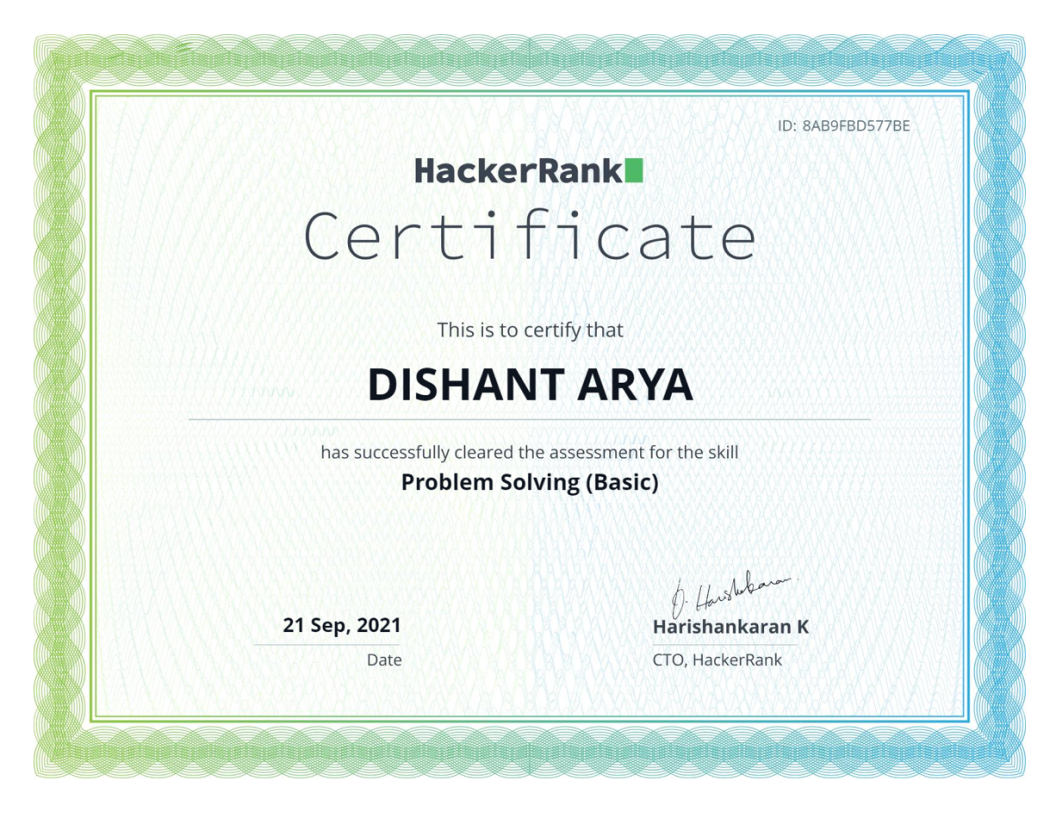 ID: 8AB9FBD577BE
HackerRank
Certificate
This is to certify that
DISHANT ARYA
has successfully cleared the assessment for the skill
Problem Solving (Basic)
21 Sep, 2021
Date
D. Harishankaran
Harishankaran K
CTO, HackerRank